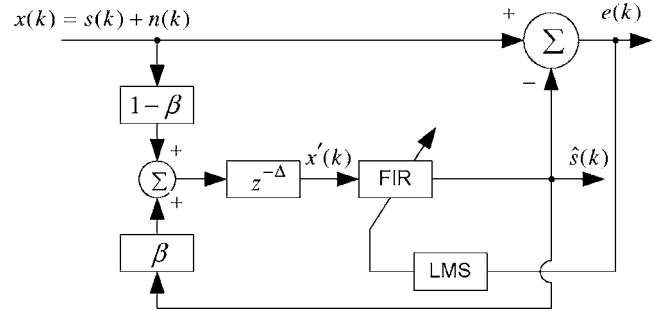 x(k) = s(k) + n(k)
+
Σ
e(k)
−
1 − β
+
Σ
+
z^{−Δ}
x′(k)
FIR
ŝ(k)
β
LMS